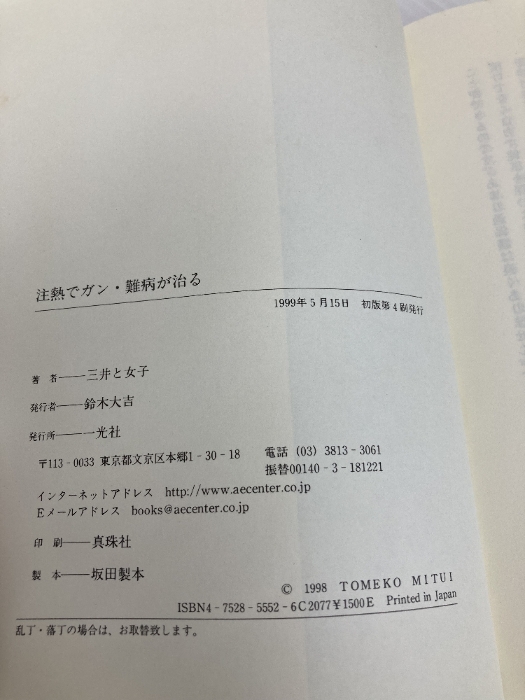 注熱でガン・難病が治る
1999年5月15日 初版第4刷発行
著 者――三井と女子
発行者――鈴木大吉
発行所――一光社
〒113-0033 東京都文京区本郷1-30-18 電話 (03) 3813-3061
振替00140-3-181221
インターネットアドレス http://www.aecenter.co.jp
Eメールアドレス books@aecenter.co.jp
印 刷――真珠社
製 本――坂田製本
© 1998 TOMEKO MITUI
ISBN4-7528-5552-6 C2077 ¥1500E Printed in Japan
乱丁・落丁の場合は、お取替致します。